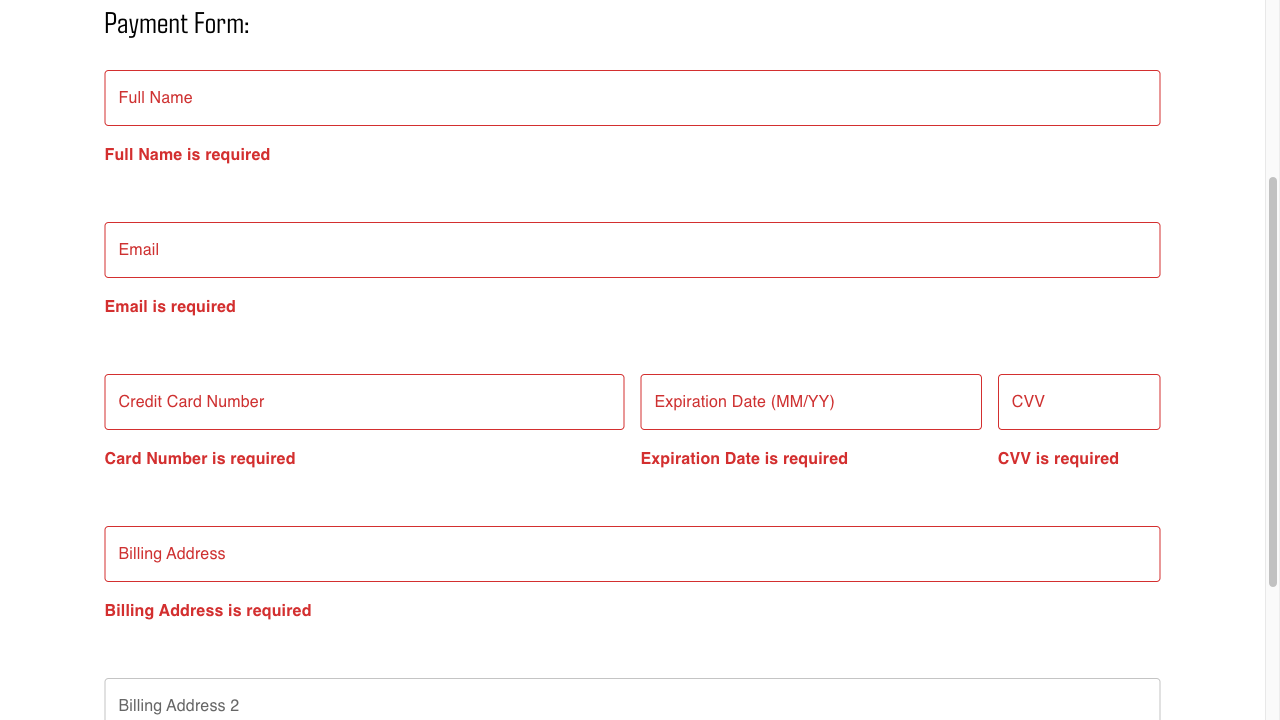 Payment Form:
Full Name
Full Name is required
Email
Email is required
Credit Card Number
Expiration Date (MM/YY)
CVV
Card Number is required
Expiration Date is required
CVV is required
Billing Address
Billing Address is required
Billing Address 2